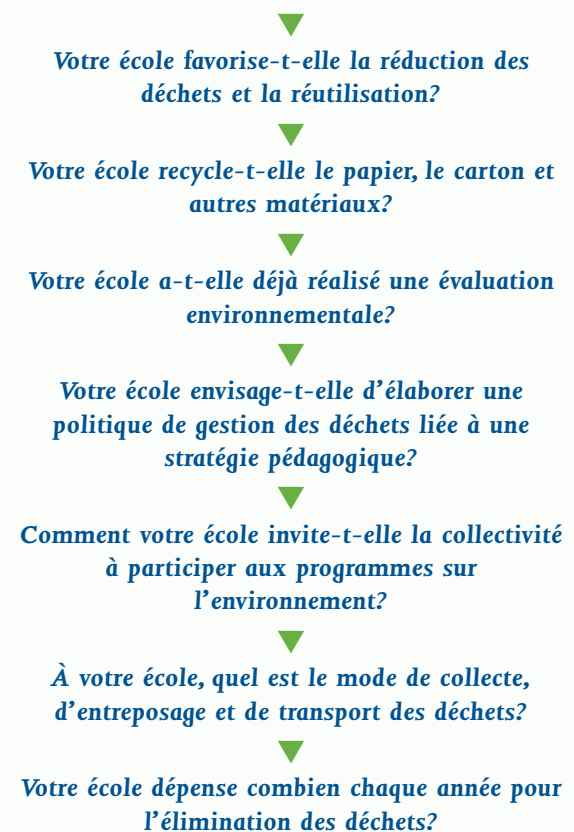 Votre école favorise-t-elle la réduction des
déchets et la réutilisation?
Votre école recycle-t-elle le papier, le carton et
autres matériaux?
Votre école a-t-elle déjà réalisé une évaluation
environnementale?
Votre école envisage-t-elle d’élaborer une
politique de gestion des déchets liée à une
stratégie pédagogique?
Comment votre école invite-t-elle la collectivité
à participer aux programmes sur
l’environnement?
À votre école, quel est le mode de collecte,
d’entreposage et de transport des déchets?
Votre école dépense combien chaque année pour
l’élimination des déchets?